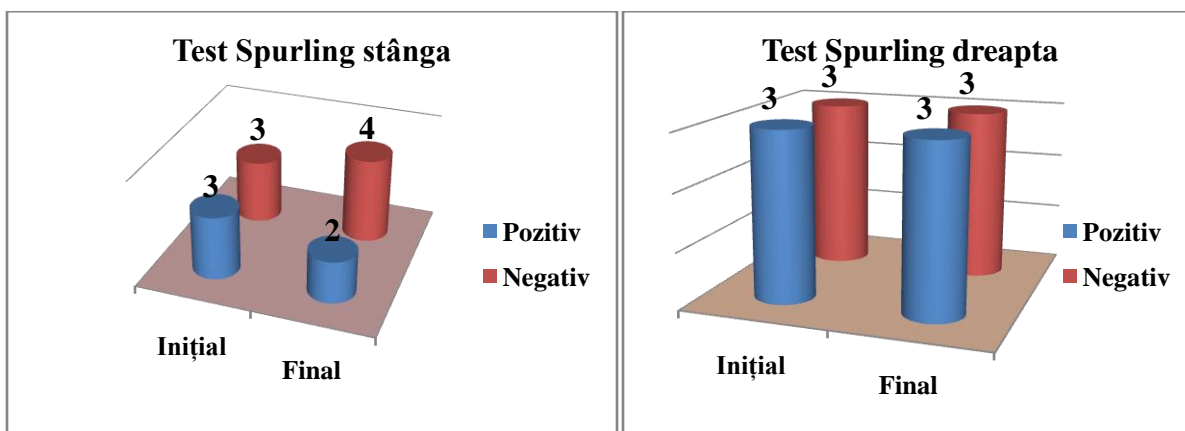 Test Spurling stânga
3
4
3
2
Pozitiv
Negativ
Inițial
Final
Test Spurling dreapta
3
3
3
3
Pozitiv
Negativ
Inițial
Final